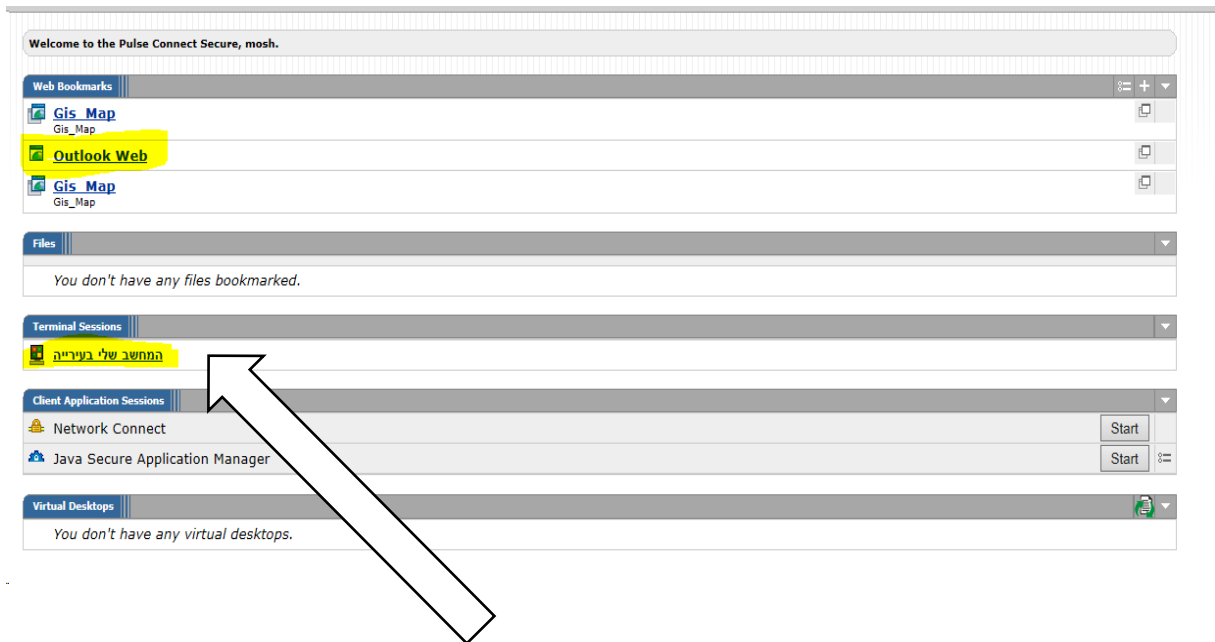 Welcome to the Pulse Connect Secure, mosh.
Web Bookmarks
Gis_Map
Gis_Map
Outlook Web
Gis_Map
Gis_Map
Files
You don't have any files bookmarked.
Terminal Sessions
המחשב שלי בעירייה
Client Application Sessions
Network Connect Start
Java Secure Application Manager Start
Virtual Desktops
You don't have any virtual desktops.